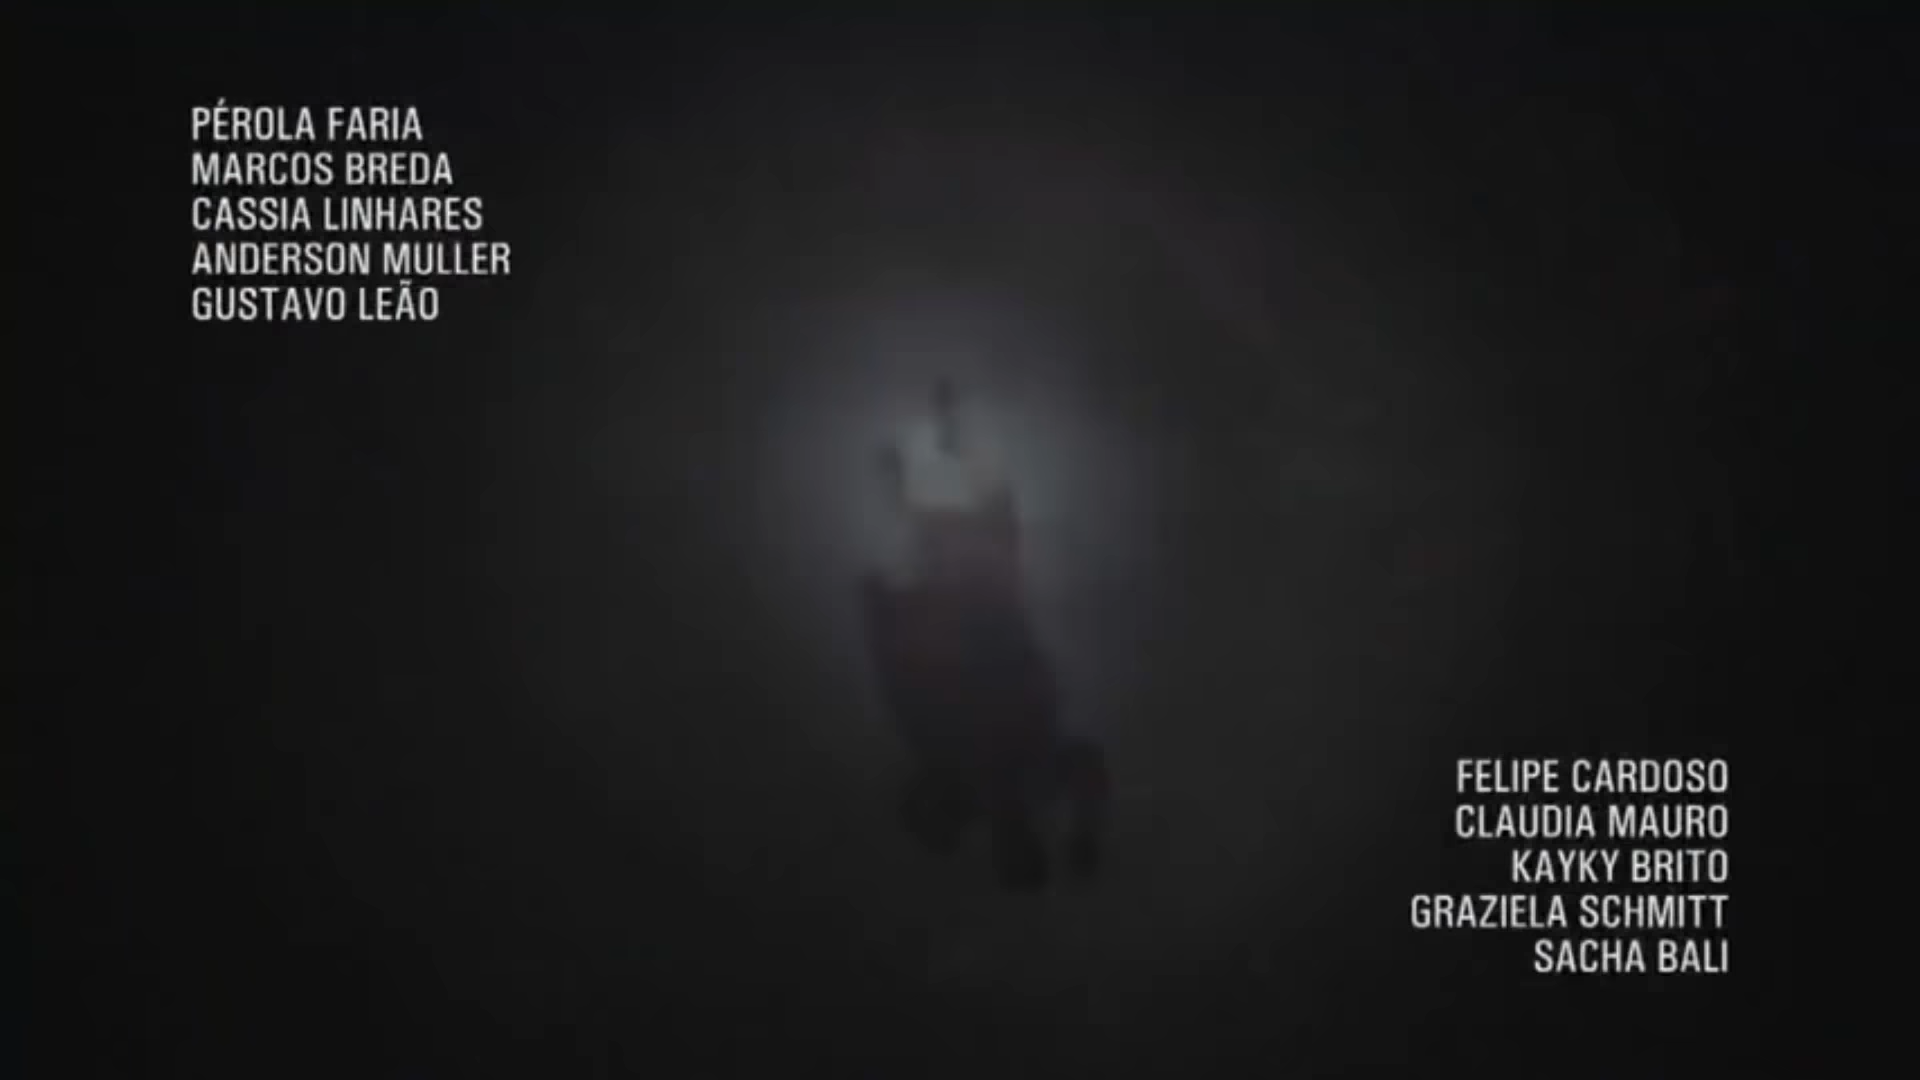 PÉROLA FARIA
MARCOS BREDA
CASSIA LINHARES
ANDERSON MULLER
GUSTAVO LEÃO
FELIPE CARDOSO
CLAUDIA MAURO
KAYKY BRITO
GRAZIELA SCHMITT
SACHA BALI